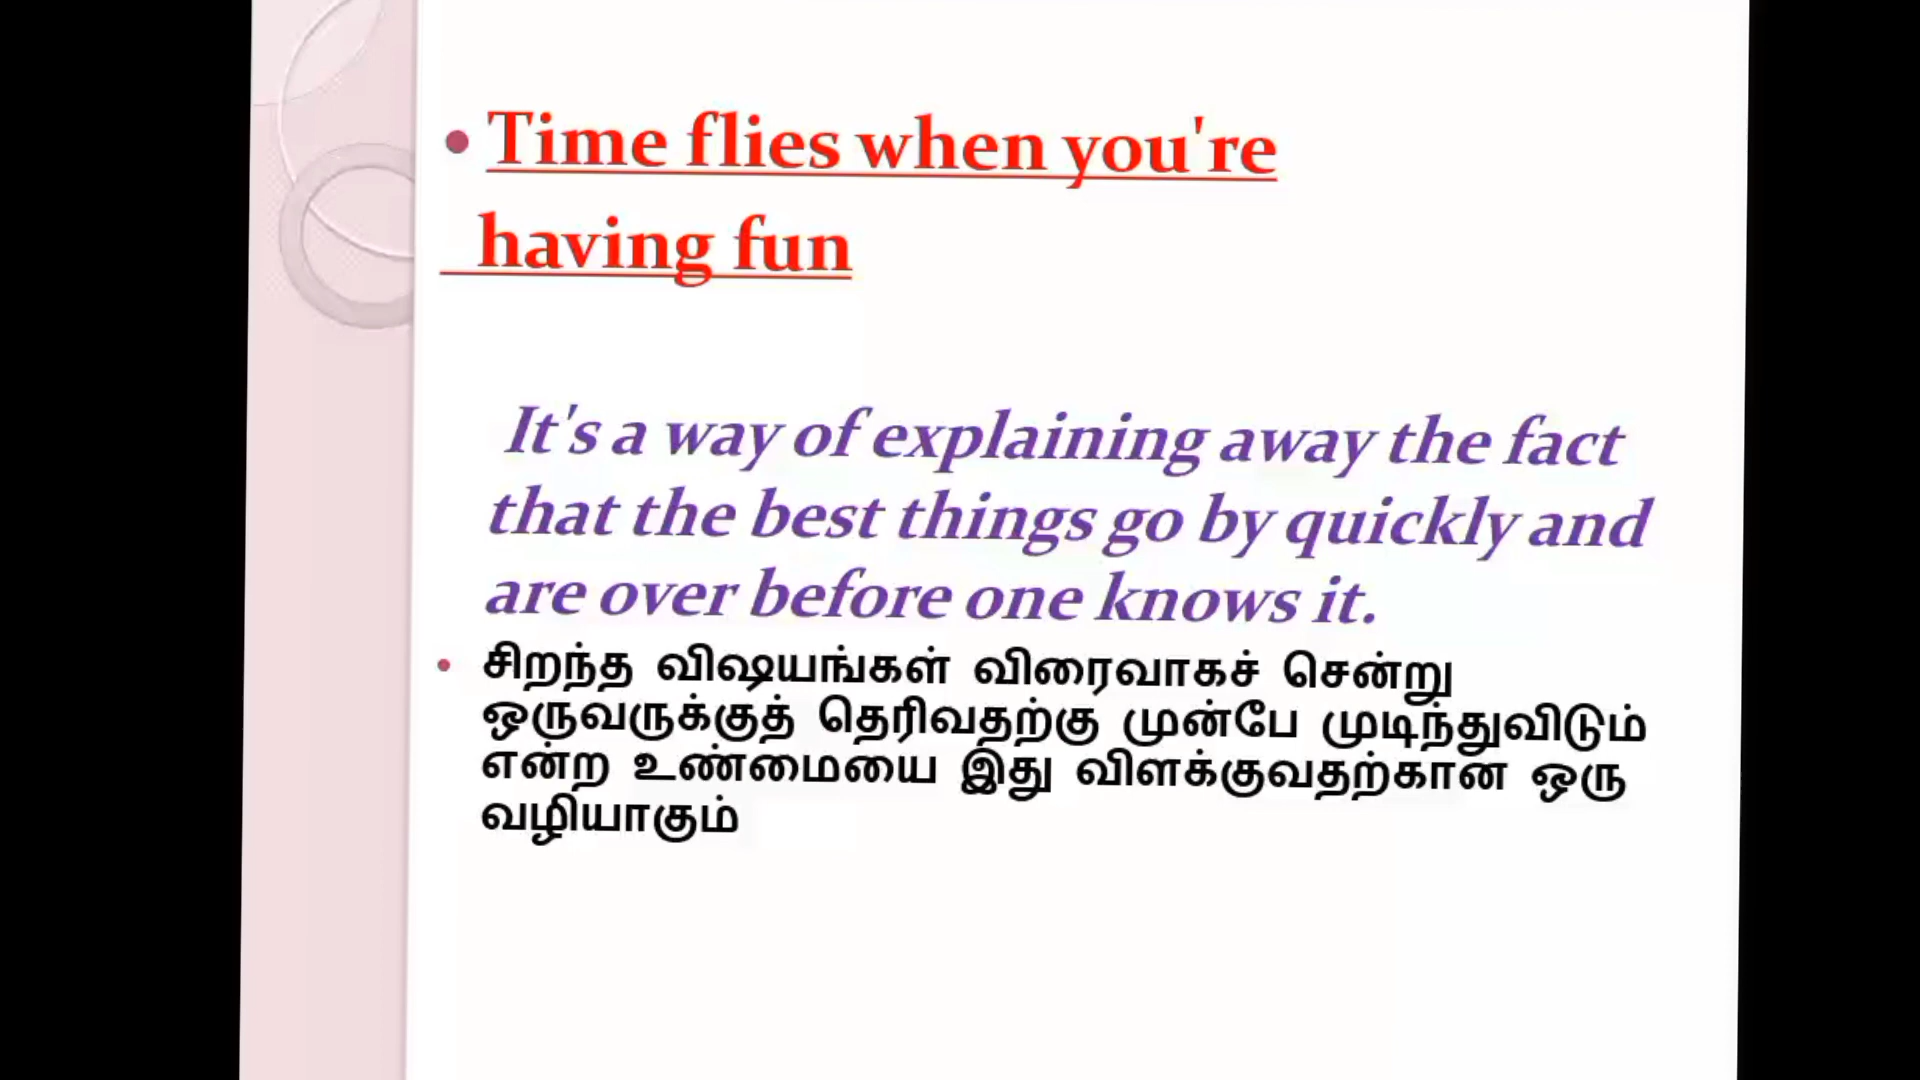 • Time flies when you're
having fun
It's a way of explaining away the fact
that the best things go by quickly and
are over before one knows it.
• சிறந்த விஷயங்கள் விரைவாகச் சென்று
ஒருவருக்குத் தெரிவதற்கு முன்பே முடிந்துவிடும்
என்ற உண்மையை இது விளக்குவதற்கான ஒரு
வழியாகும்